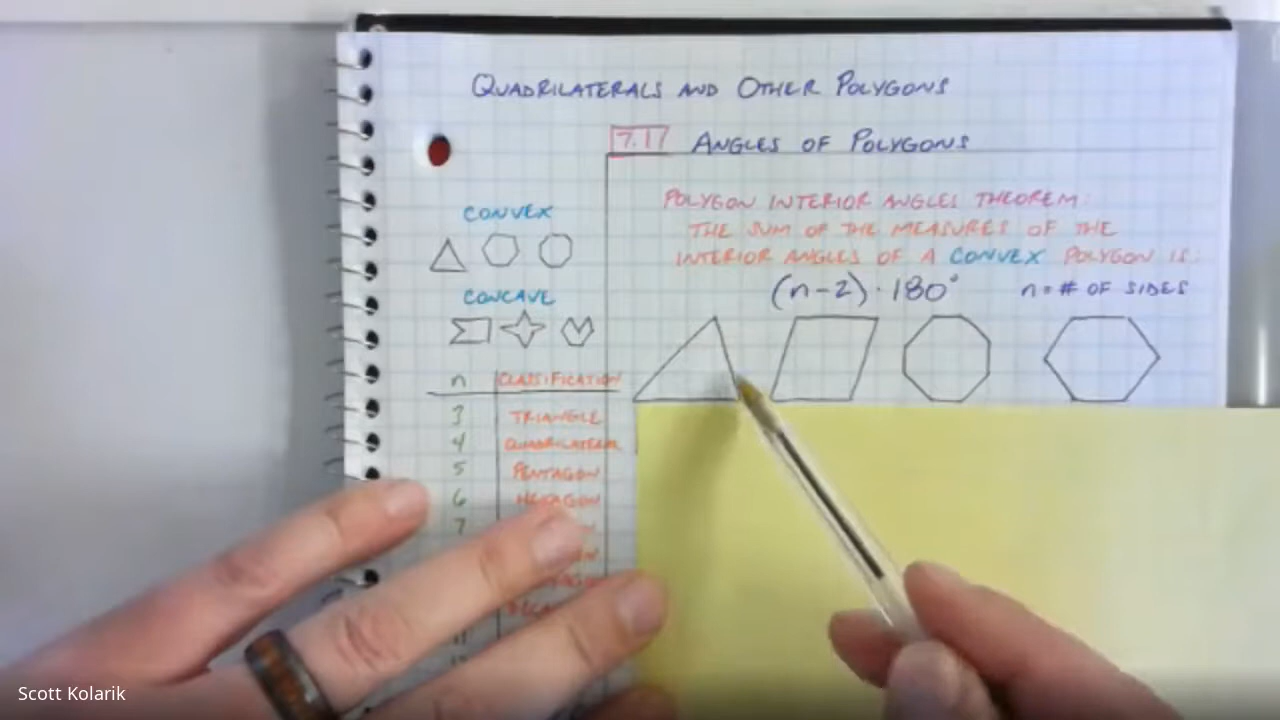 QUADRILATERALS AND OTHER POLYGONS
7.1 ANGLES OF POLYGONS
CONVEX
CONCAVE
n CLASSIFICATION
3 TRIANGLE
4 QUADRILATERAL
5 PENTAGON
6 HEXAGON
7
POLYGON INTERIOR ANGLES THEOREM:
THE SUM OF THE MEASURES OF THE
INTERIOR ANGLES OF A CONVEX POLYGON IS:
(n-2)·180° n = # OF SIDES
Scott Kolarik